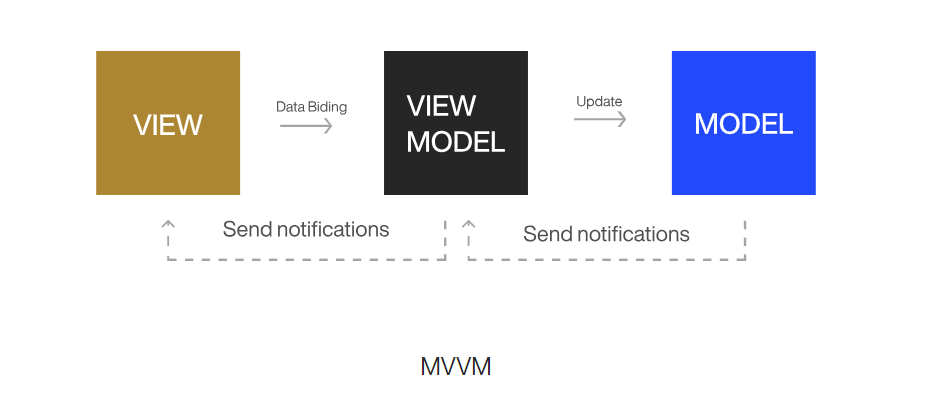 VIEW
Data Biding
VIEW
MODEL
Update
MODEL
Send notifications
Send notifications
MVVM